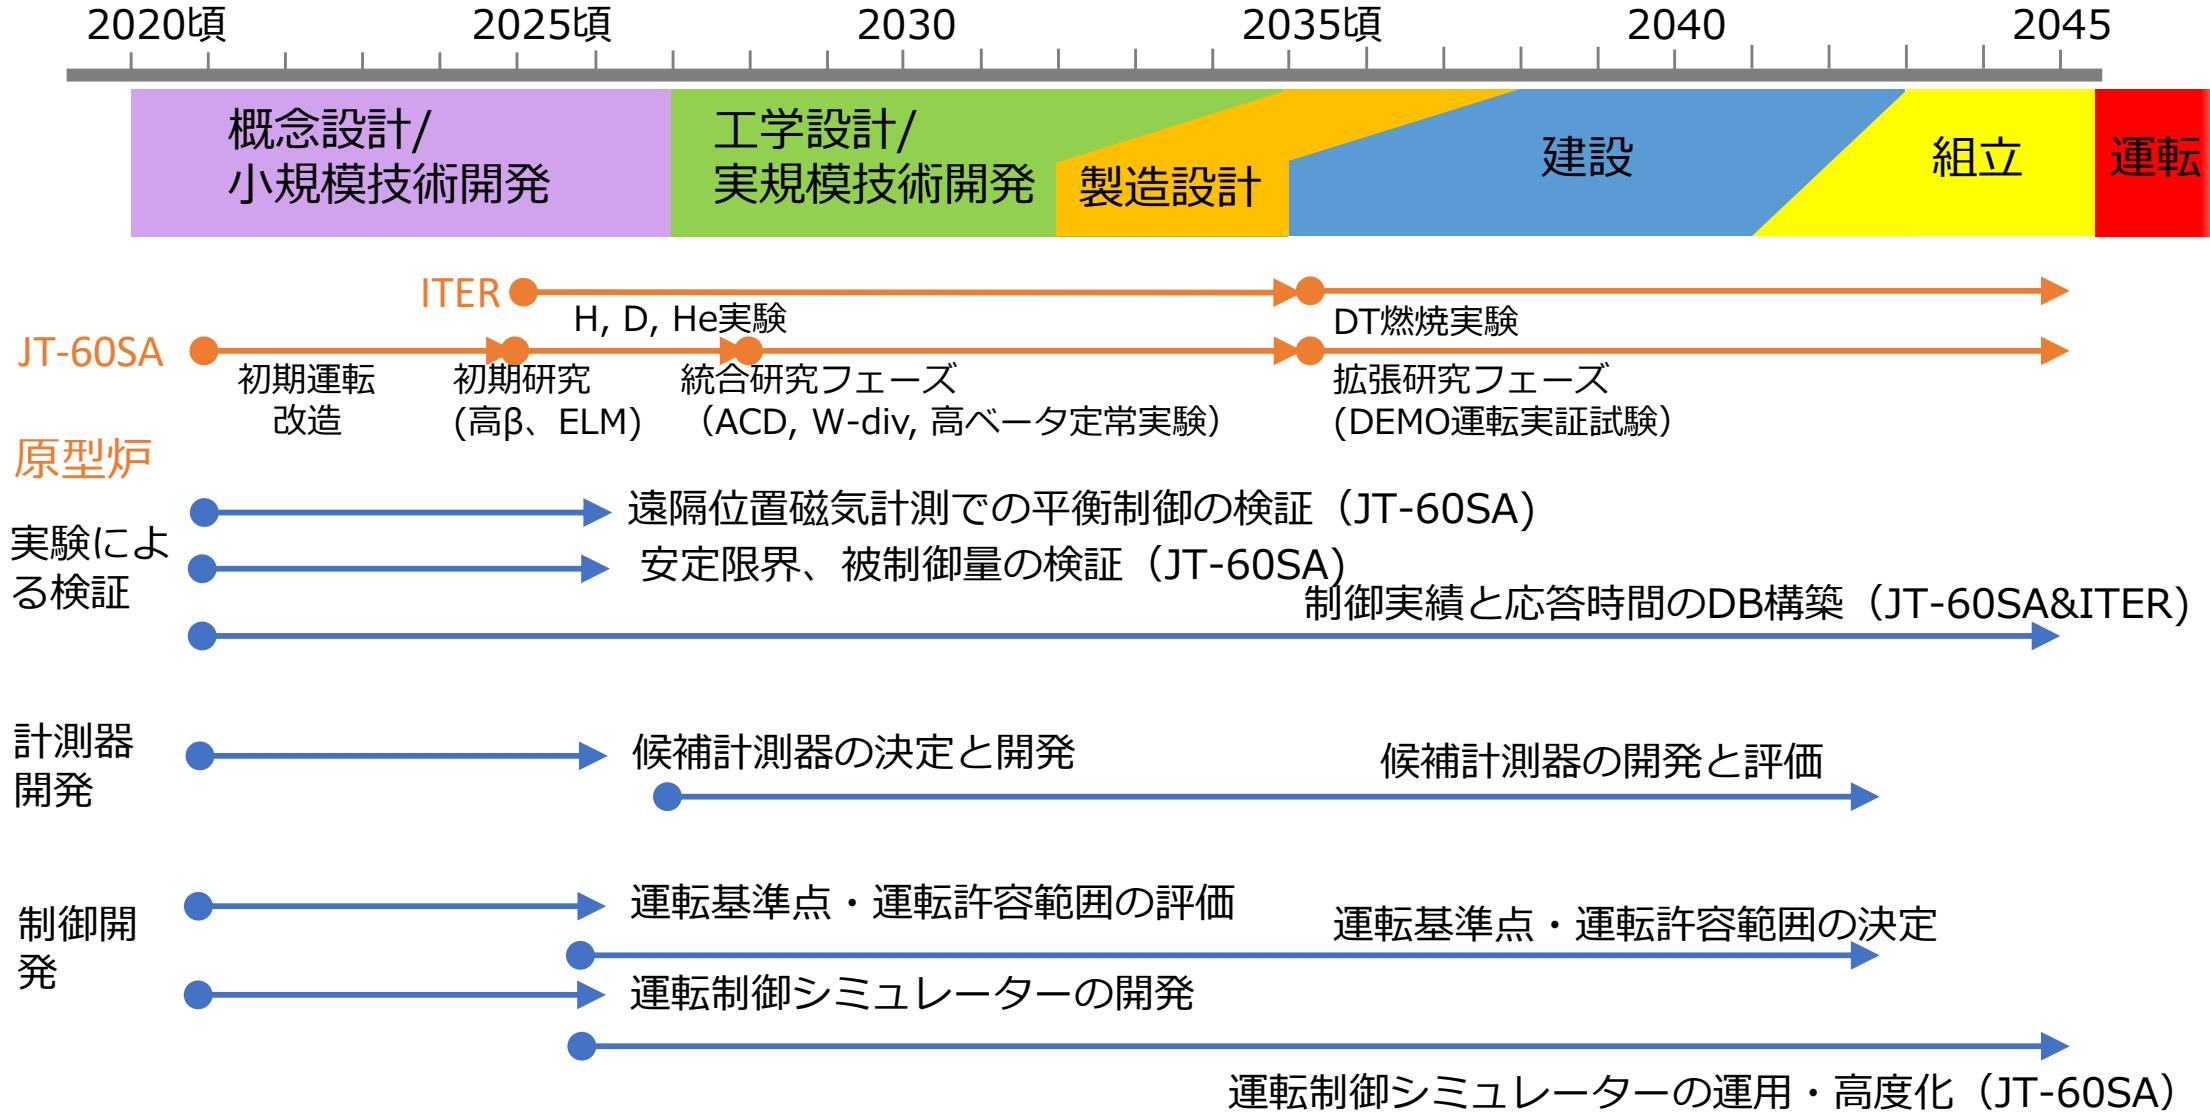 2020頃 2025頃 2030 2035頃 2040 2045
概念設計/
小規模技術開発
工学設計/
実規模技術開発
製造設計
建設
組立
運転
ITER
H, D, He実験
DT燃焼実験
JT-60SA
初期運転
改造
初期研究
(高β、ELM)
統合研究フェーズ
（ACD, W-div, 高ベータ定常実験）
拡張研究フェーズ
(DEMO運転実証試験）
原型炉
実験によ
る検証
遠隔位置磁気計測での平衡制御の検証（JT-60SA)
安定限界、被制御量の検証（JT-60SA)
制御実績と応答時間のDB構築（JT-60SA&ITER)
計測器
開発
候補計測器の決定と開発
候補計測器の開発と評価
制御開
発
運転基準点・運転許容範囲の評価
運転基準点・運転許容範囲の決定
運転制御シミュレーターの開発
運転制御シミュレーターの運用・高度化（JT-60SA）